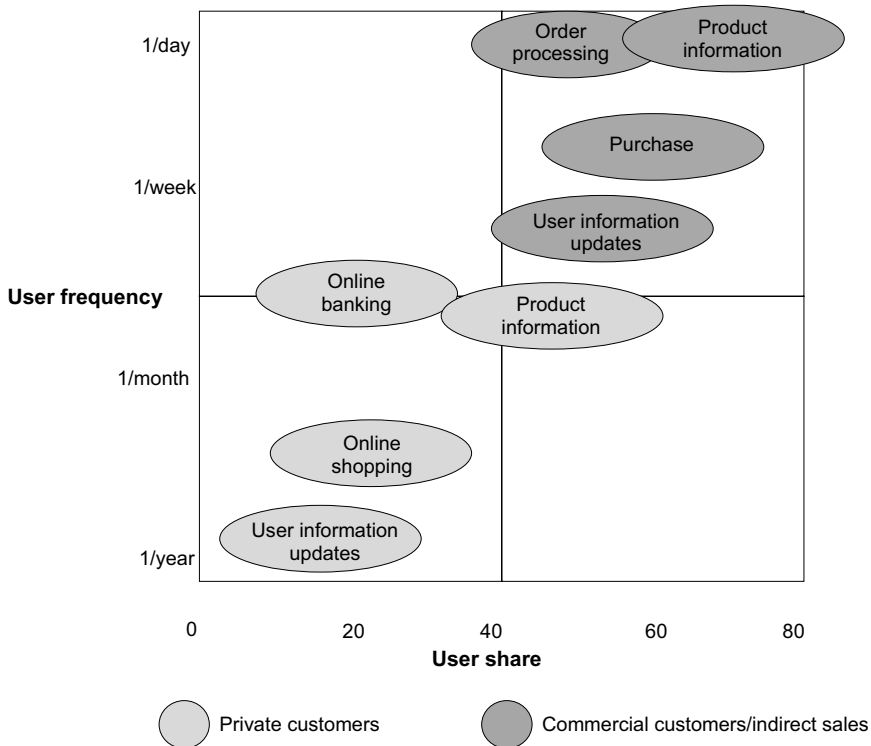 1/day
Order
processing
Product
information
Purchase
1/week
User information
updates
User frequency
Online
banking
Product
information
1/month
Online
shopping
User information
updates
1/year
0 20 40 60 80
User share
Private customers
Commercial customers/indirect sales